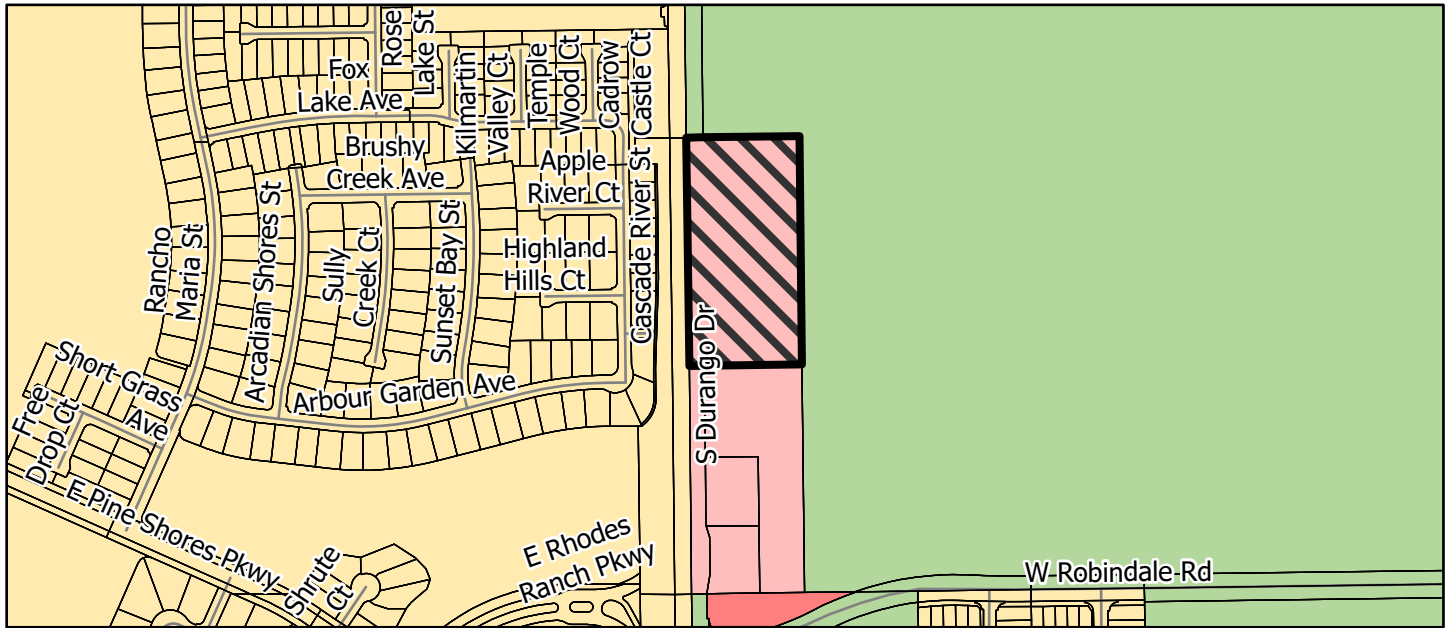 Rose
Lake St
Fox
Lake Ave
Kilmartin
Valley Ct
Temple
Wood Ct
Cadrow
Castle Ct
Brushy
Creek Ave
Apple
River Ct
Rancho
Maria St
Arcadian Shores St
Sully
Creek Ct
Sunset Bay St
Highland
Hills Ct
Cascade River St
S Durango Dr
Short Grass
Ave
Arbour Garden Ave
Free
Drop Ct
E Pine Shores Pkwy
Shrute
Ct
E Rhodes
Ranch Pkwy
W Robindale Rd